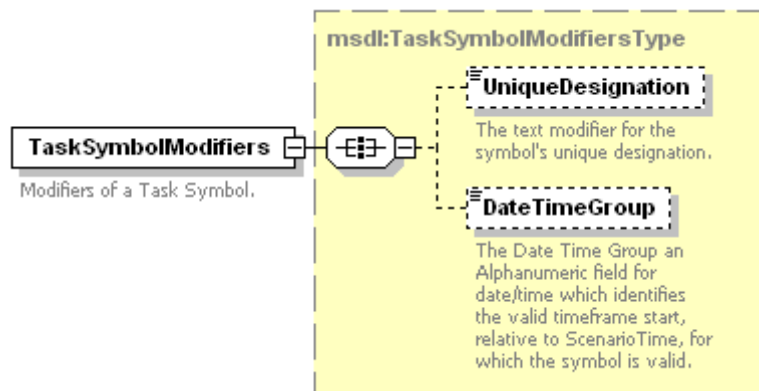 msdl:TaskSymbolModifiersType
UniqueDesignation
The text modifier for the
symbol's unique designation.
TaskSymbolModifiers
Modifiers of a Task Symbol.
DateTimeGroup
The Date Time Group an
Alphanumeric field for
date/time which identifies
the valid timeframe start,
relative to ScenarioTime, for
which the symbol is valid.